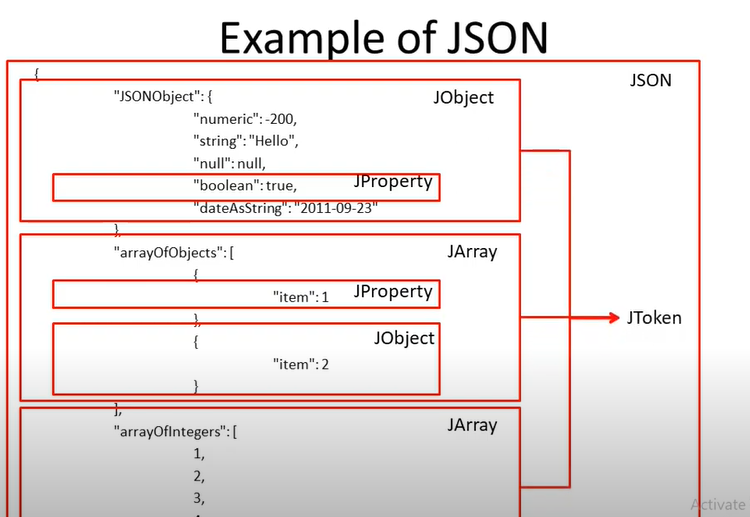 Example of JSON
JSON
{
"JSONObject": { JObject
"numeric": -200,
"string": "Hello",
"null": null,
"boolean": true, JProperty
"dateAsString": "2011-09-23"
},
"arrayOfObjects": [ JArray
{
"item": 1 JProperty
},
{ JObject
"item": 2
}
],
JToken
"arrayOfIntegers": [ JArray
1,
2,
3,
Activate